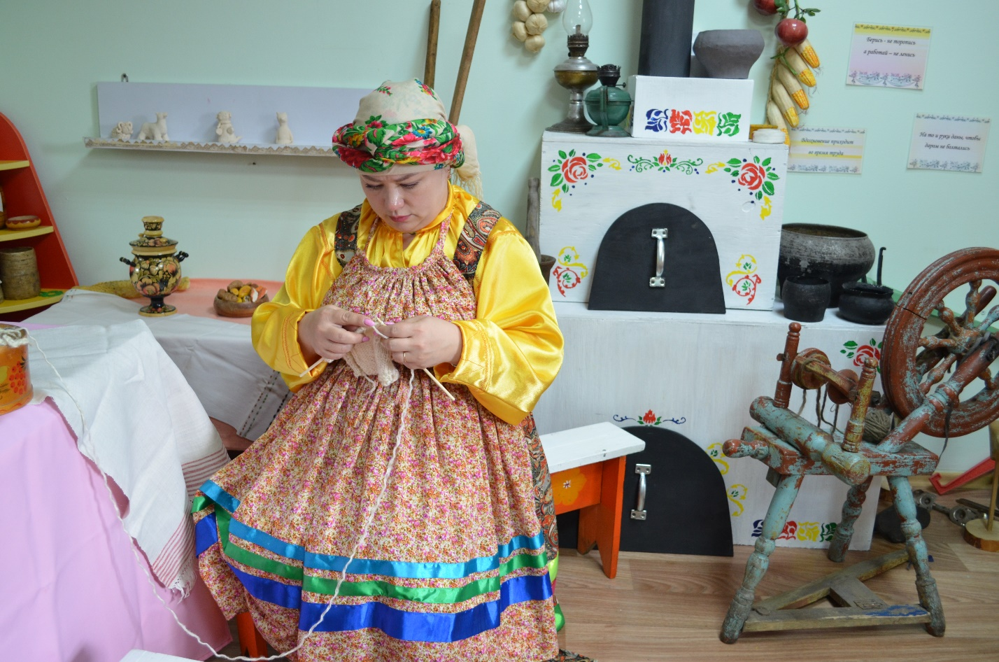 Берись - не торопись
а работай – не ленись
Вдохновение приходит
во время труда
На то и руки даны, чтобы
даром не болтались